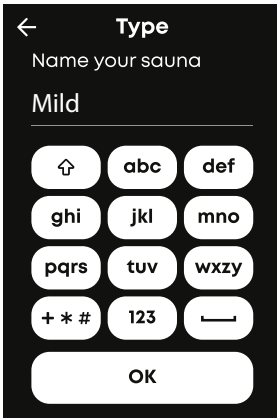 Type
Name your sauna
Mild
abc def
ghi jkl mno
pqrs tuv wxzy
+ * # 123
OK